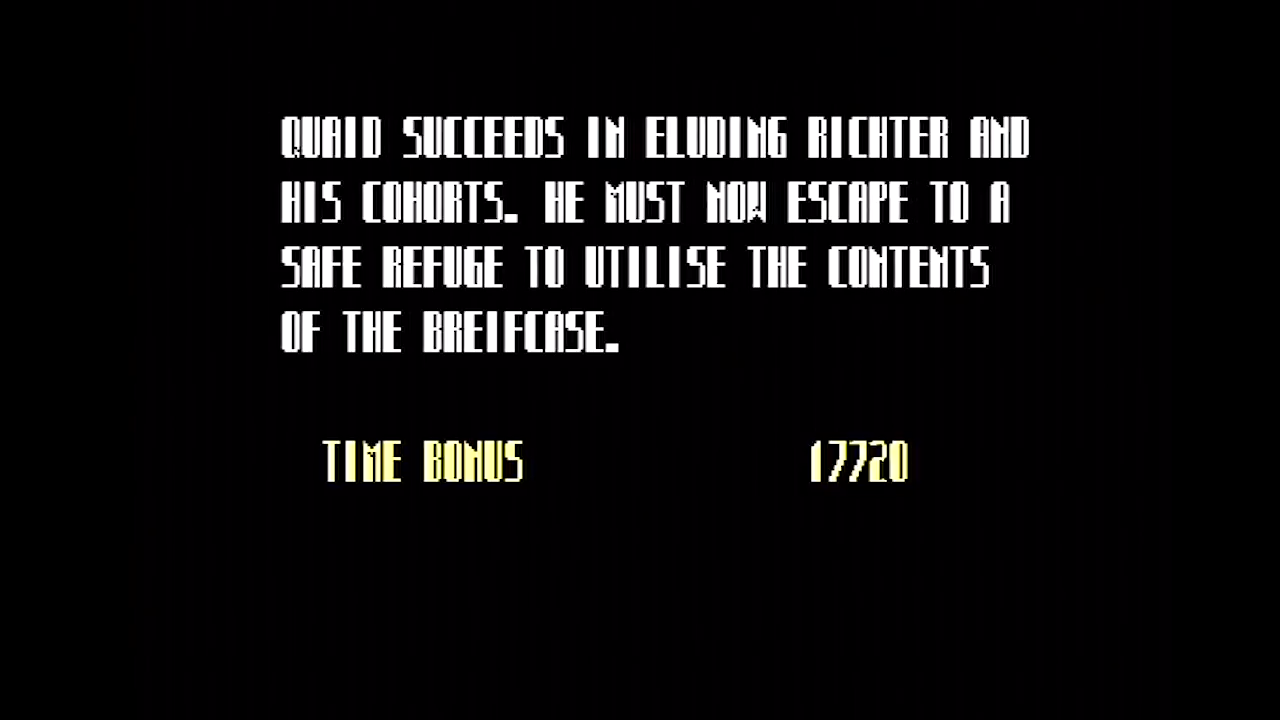 QUAID SUCCEEDS IN ELUDING RICHTER AND
HIS COHORTS. HE MUST NOW ESCAPE TO A
SAFE REFUGE TO UTILISE THE CONTENTS
OF THE BREIFCASE.
TIME BONUS 17720